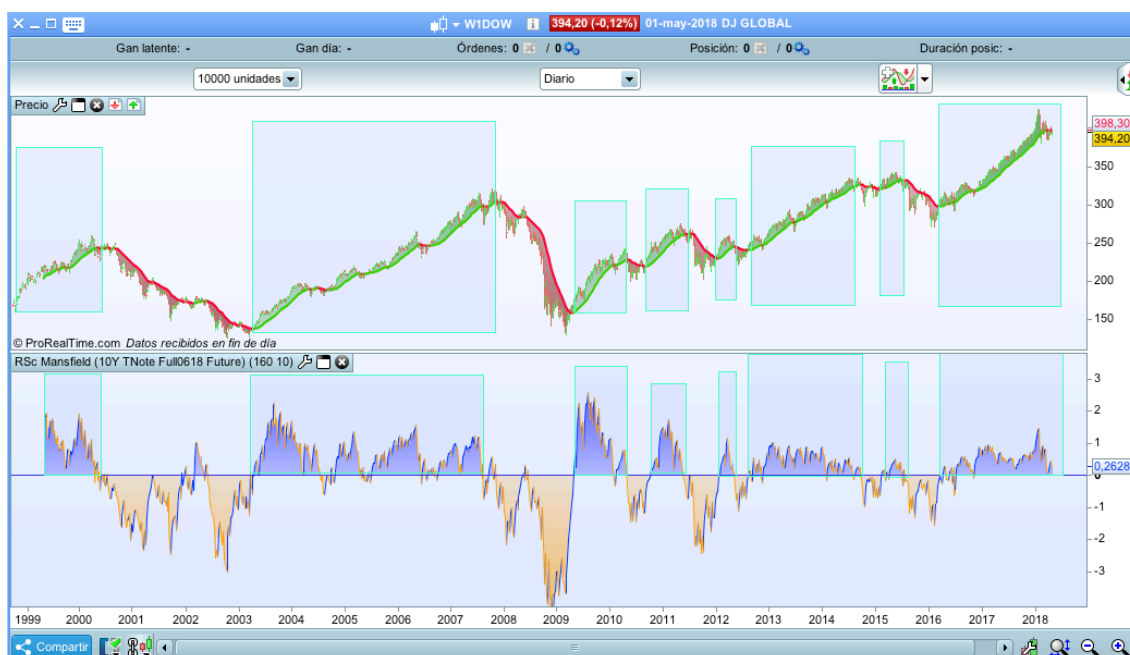 W1DOW 394,20 (-0,12%) 01-may-2018 DJ GLOBAL
Gan latente: - Gan día: - Órdenes: 0 / 0 Posición: 0 / 0 Duración posic: -
10000 unidades Diario
Precio
398,30
394,20
350
300
250
200
150
© ProRealTime.com Datos recibidos en fin de día
RSc Mansfield (10Y TNote Full0618 Future) (160 10)
3
2
1
0,2628
0
-1
-2
-3
1999 2000 2001 2002 2003 2004 2005 2006 2007 2008 2009 2010 2011 2012 2013 2014 2015 2016 2017 2018
Compartir